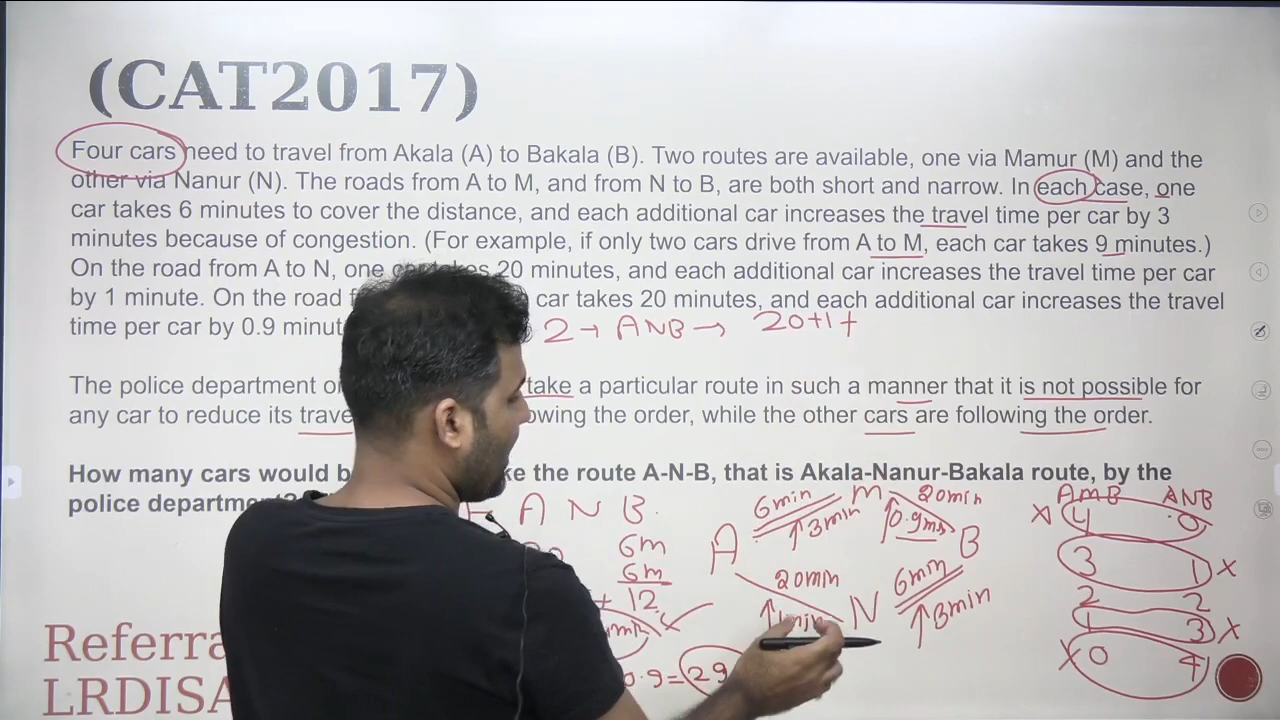 (CAT2017)
Four cars need to travel from Akala (A) to Bakala (B). Two routes are available, one via Mamur (M) and the
other via Nanur (N). The roads from A to M, and from N to B, are both short and narrow. In each case, one
car takes 6 minutes to cover the distance, and each additional car increases the travel time per car by 3
minutes because of congestion. (For example, if only two cars drive from A to M, each car takes 9 minutes.)
On the road from A to N, one car takes 20 minutes, and each additional car increases the travel time per car
by 1 minute. On the road car takes 20 minutes, and each additional car increases the travel
time per car by 0.9 minut
2 → ANB → 20+1+
The police department take a particular route in such a manner that it is not possible for
any car to reduce its trave the order, while the other cars are following the order.
How many cars would b the route A-N-B, that is Akala-Nanur-Bakala route, by the
police departme
A N B
6m
6m
+ 12
0.9 = 29
A 6min ↑3min M 20min ↑0.9m B
20min ↑ N 6min ↑3min
AMB ANB
X 4 0
3 1 X
2 2
1 3 X
X 0 4
Referra
LRDISA